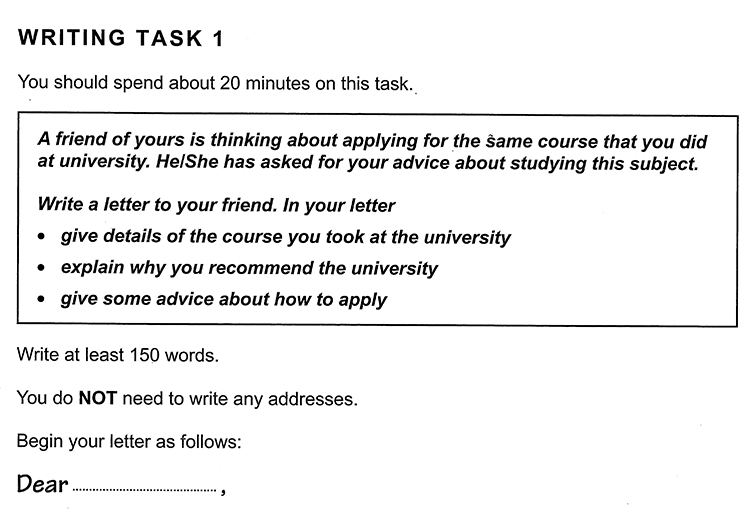 WRITING TASK 1
You should spend about 20 minutes on this task.
A friend of yours is thinking about applying for the same course that you did
at university. He/She has asked for your advice about studying this subject.
Write a letter to your friend. In your letter
• give details of the course you took at the university
• explain why you recommend the university
• give some advice about how to apply
Write at least 150 words.
You do NOT need to write any addresses.
Begin your letter as follows:
Dear ............................................ ,